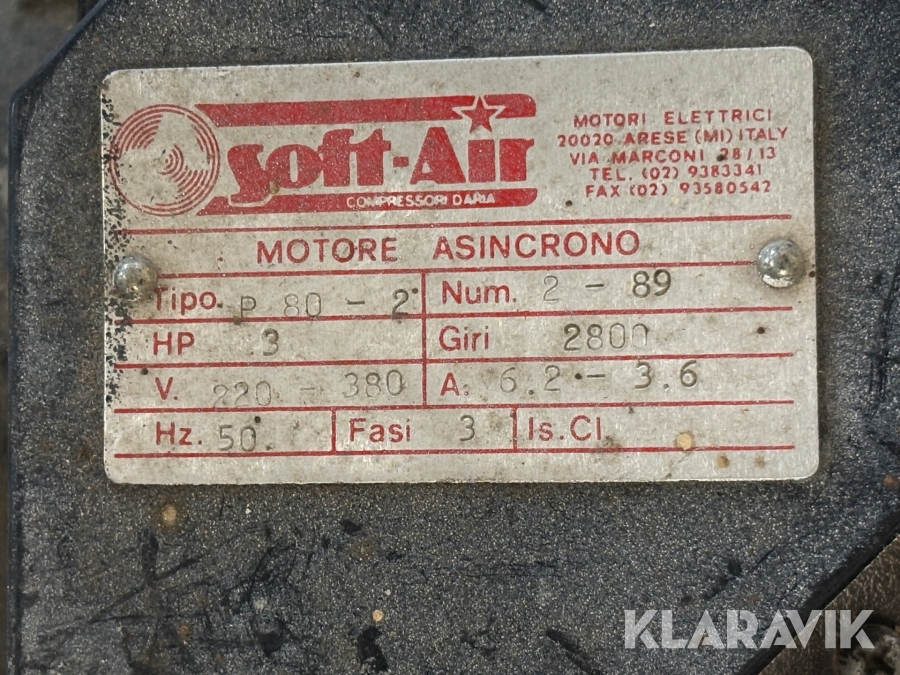 Soft-Air
COMPRESSORI D'ARIA
MOTORI ELETTRICI
20020 ARESE (MI) ITALY
VIA MARCONI 28/13
TEL. (02) 9383341
FAX (02) 93580542
MOTORE ASINCRONO
Tipo. P 80 - 2 Num. 2 - 89
HP 3 Giri 2800
V. 220 - 380 A. 6.2 - 3.6
Hz. 50 Fasi 3 Is.Cl
KLARAVIK